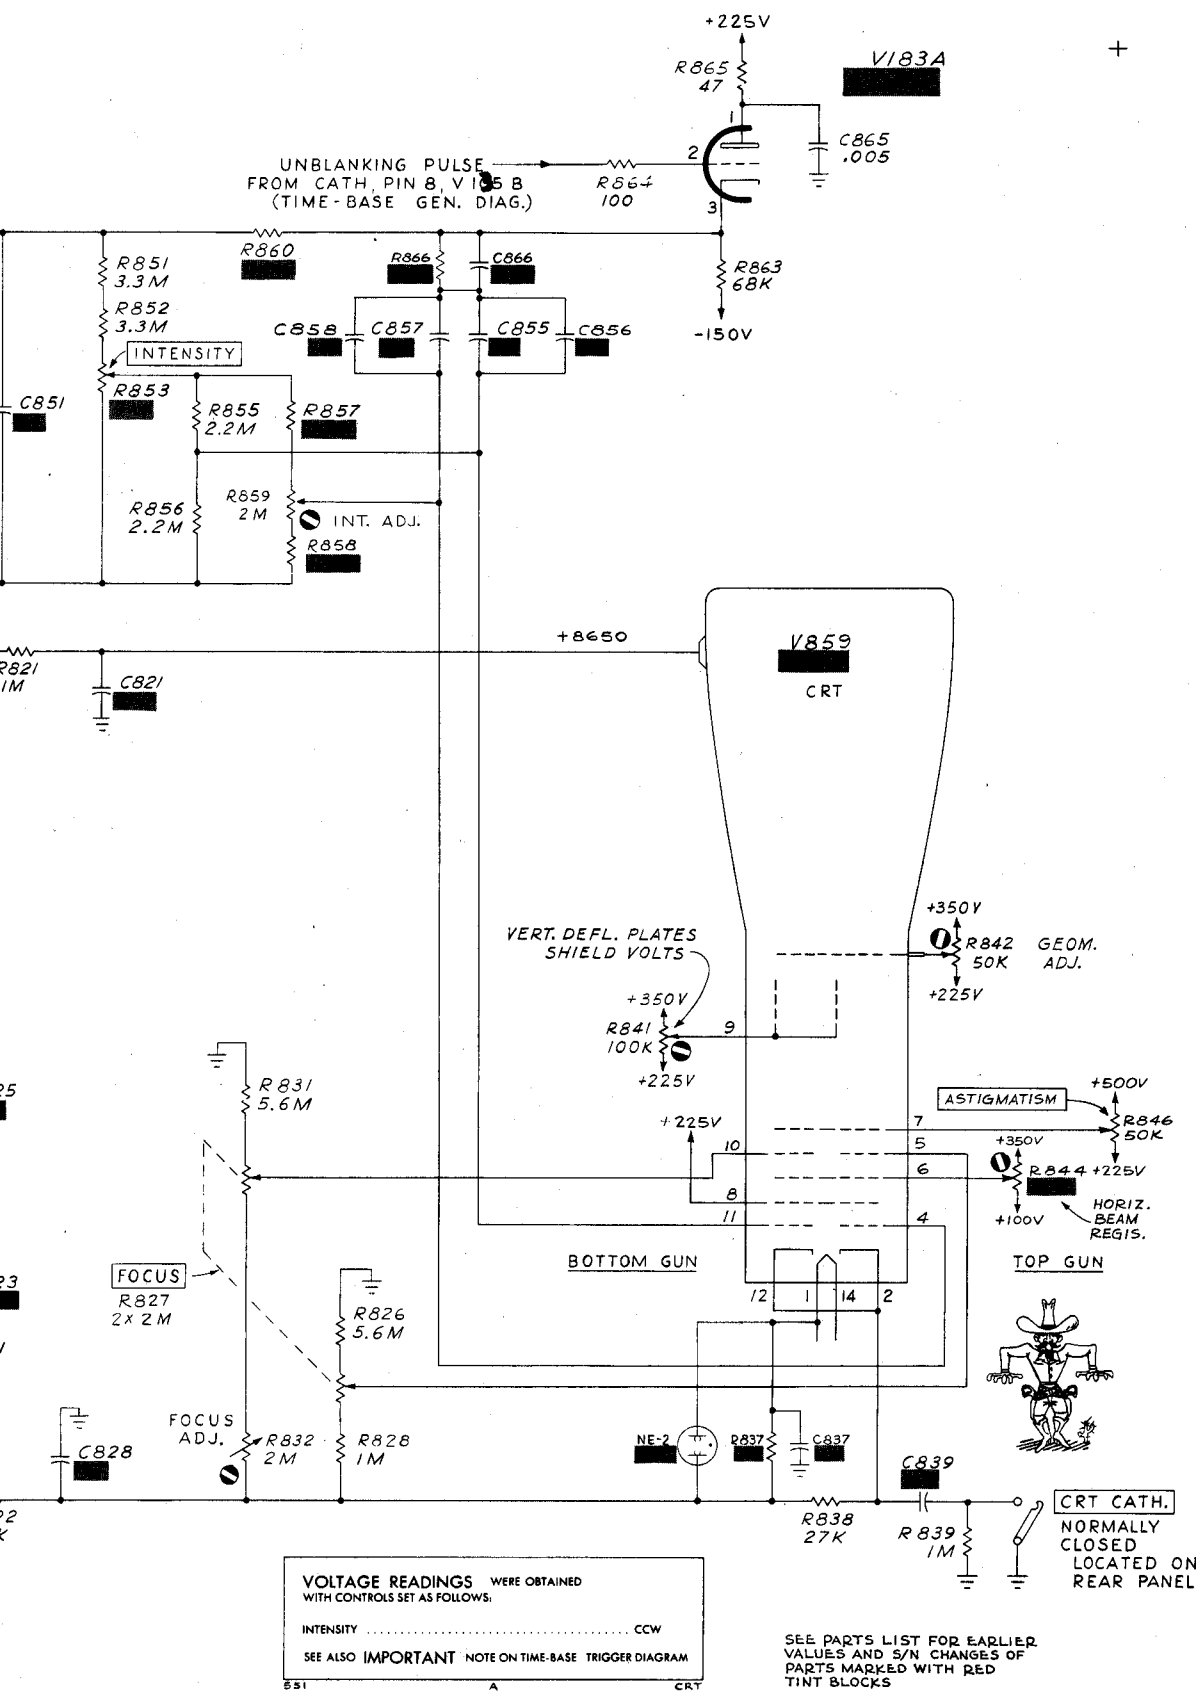 +225V
R865
47
V183A
1
C865
.005
2
UNBLANKING PULSE
FROM CATH, PIN 8, V B
(TIME-BASE GEN. DIAG.)
R864
100
3
R860
R866
C866
R863
68K
R851
3.3M
R852
3.3M
-150V
C858
C857
C855
C856
INTENSITY
R853
C851
R855
2.2M
R857
R856
2.2M
R859
2M
INT. ADJ.
R858
+8650
V859
CRT
R821
1M
C821
+350V
R842
50K
GEOM.
ADJ.
+225V
VERT. DEFL. PLATES
SHIELD VOLTS
+350V
R841
100K
9
+225V
R831
5.6M
+500V
ASTIGMATISM
R846
50K
7
+225V
10
5
+350V
6
R844
+225V
8
+100V
HORIZ.
BEAM
REGIS.
11
4
BOTTOM GUN
TOP GUN
FOCUS
R827
2X 2M
12
1
14
2
R826
5.6M
FOCUS
ADJ.
R832
2M
R828
1M
C828
NE-2
R837
C837
C839
R838
27K
R839
1M
CRT CATH.
NORMALLY
CLOSED
LOCATED ON
REAR PANEL
VOLTAGE READINGS WERE OBTAINED
WITH CONTROLS SET AS FOLLOWS:
INTENSITY ..................................... CCW
SEE ALSO IMPORTANT NOTE ON TIME-BASE TRIGGER DIAGRAM
551 A CRT
SEE PARTS LIST FOR EARLIER
VALUES AND S/N CHANGES OF
PARTS MARKED WITH RED
TINT BLOCKS